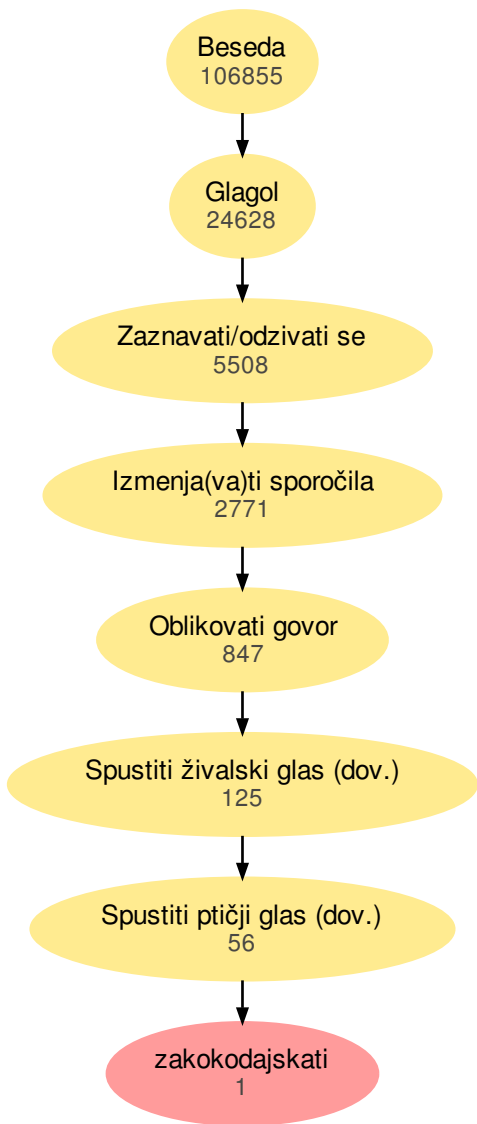 Beseda
106855
Glagol
24628
Zaznavati/odzivati se
5508
Izmenja(va)ti sporočila
2771
Oblikovati govor
847
Spustiti živalski glas (dov.)
125
Spustiti ptičji glas (dov.)
56
zakokodajskati
1